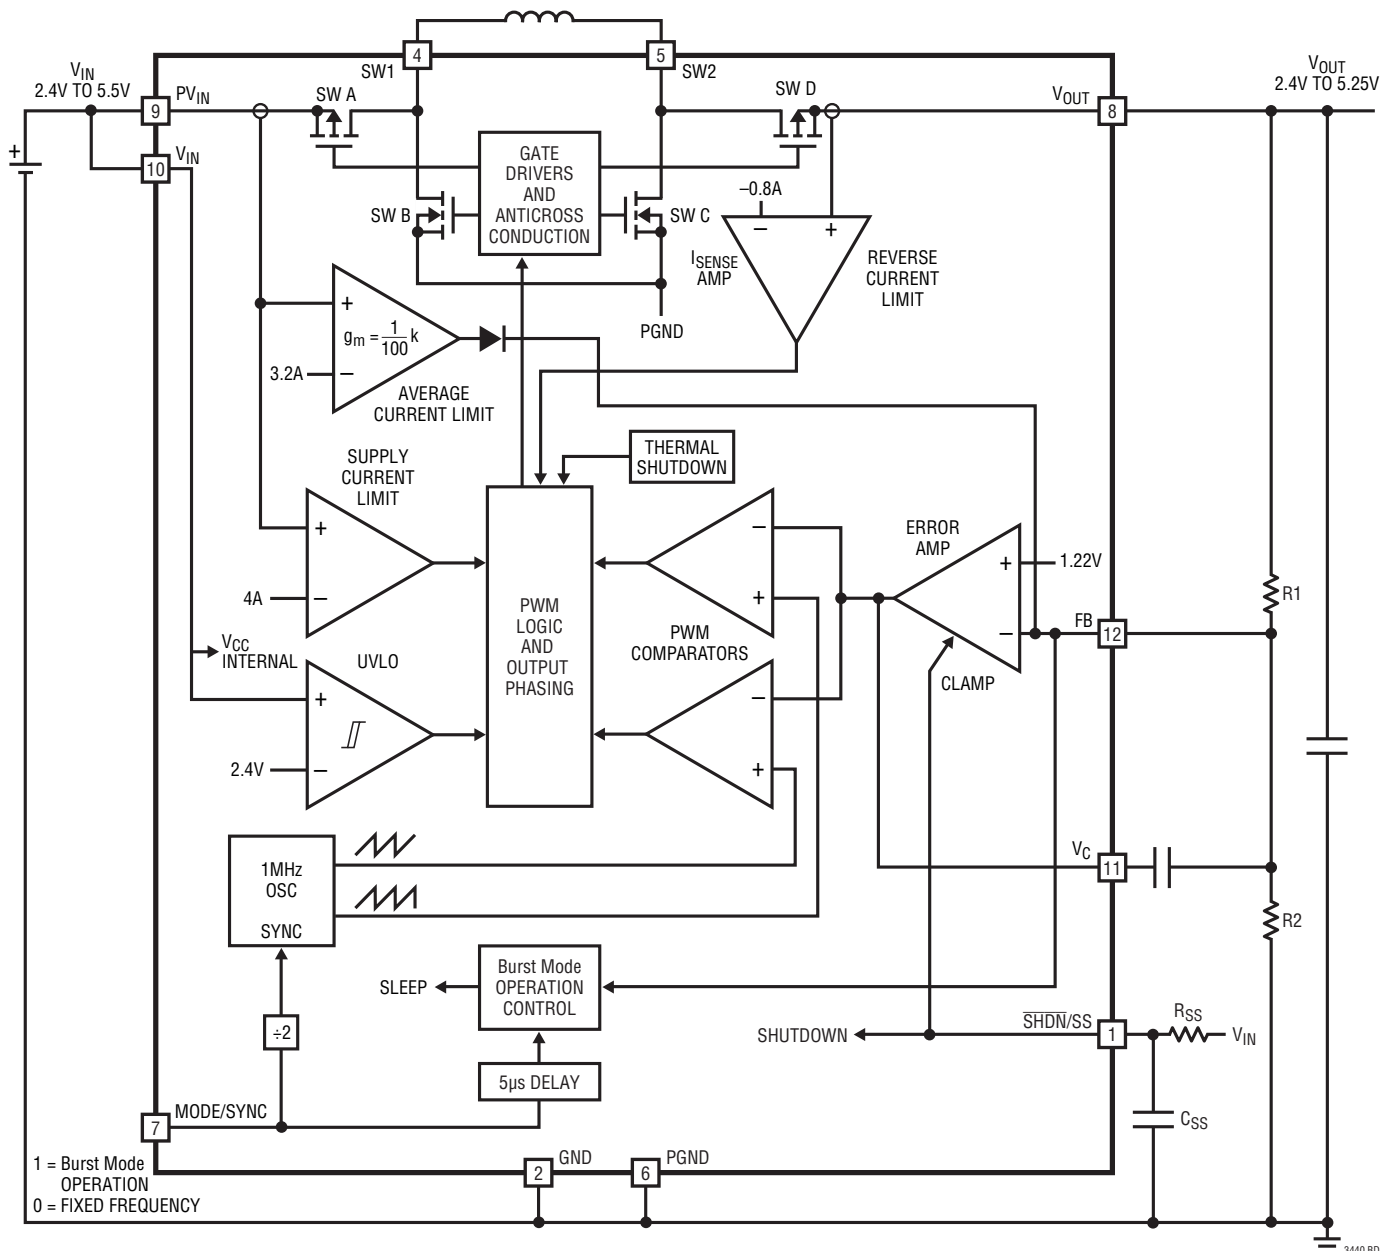 4
5
SW1
SW2
V_IN
2.4V TO 5.5V
9
PV_IN
SW A
SW D
V_OUT
8
V_OUT
2.4V TO 5.25V
+
10
V_IN
GATE
DRIVERS
AND
ANTICROSS
CONDUCTION
SW B
SW C
–0.8A
–
+
I_SENSE
AMP
REVERSE
CURRENT
LIMIT
PGND
+
g_m = 1/100 k
3.2A
–
AVERAGE
CURRENT LIMIT
THERMAL
SHUTDOWN
SUPPLY
CURRENT
LIMIT
+
4A
–
PWM
LOGIC
AND
OUTPUT
PHASING
–
+
PWM
COMPARATORS
–
+
ERROR
AMP
+
1.22V
–
CLAMP
FB
12
R1
V_CC
INTERNAL
UVLO
+
2.4V
–
1MHz
OSC
SYNC
V_C
11
R2
÷2
SLEEP
Burst Mode
OPERATION
CONTROL
5µs DELAY
SHUTDOWN
S̅H̅D̅N̅/SS
1
R_SS
V_IN
C_SS
7
MODE/SYNC
1 = Burst Mode
OPERATION
0 = FIXED FREQUENCY
2
GND
6
PGND
3440 BD